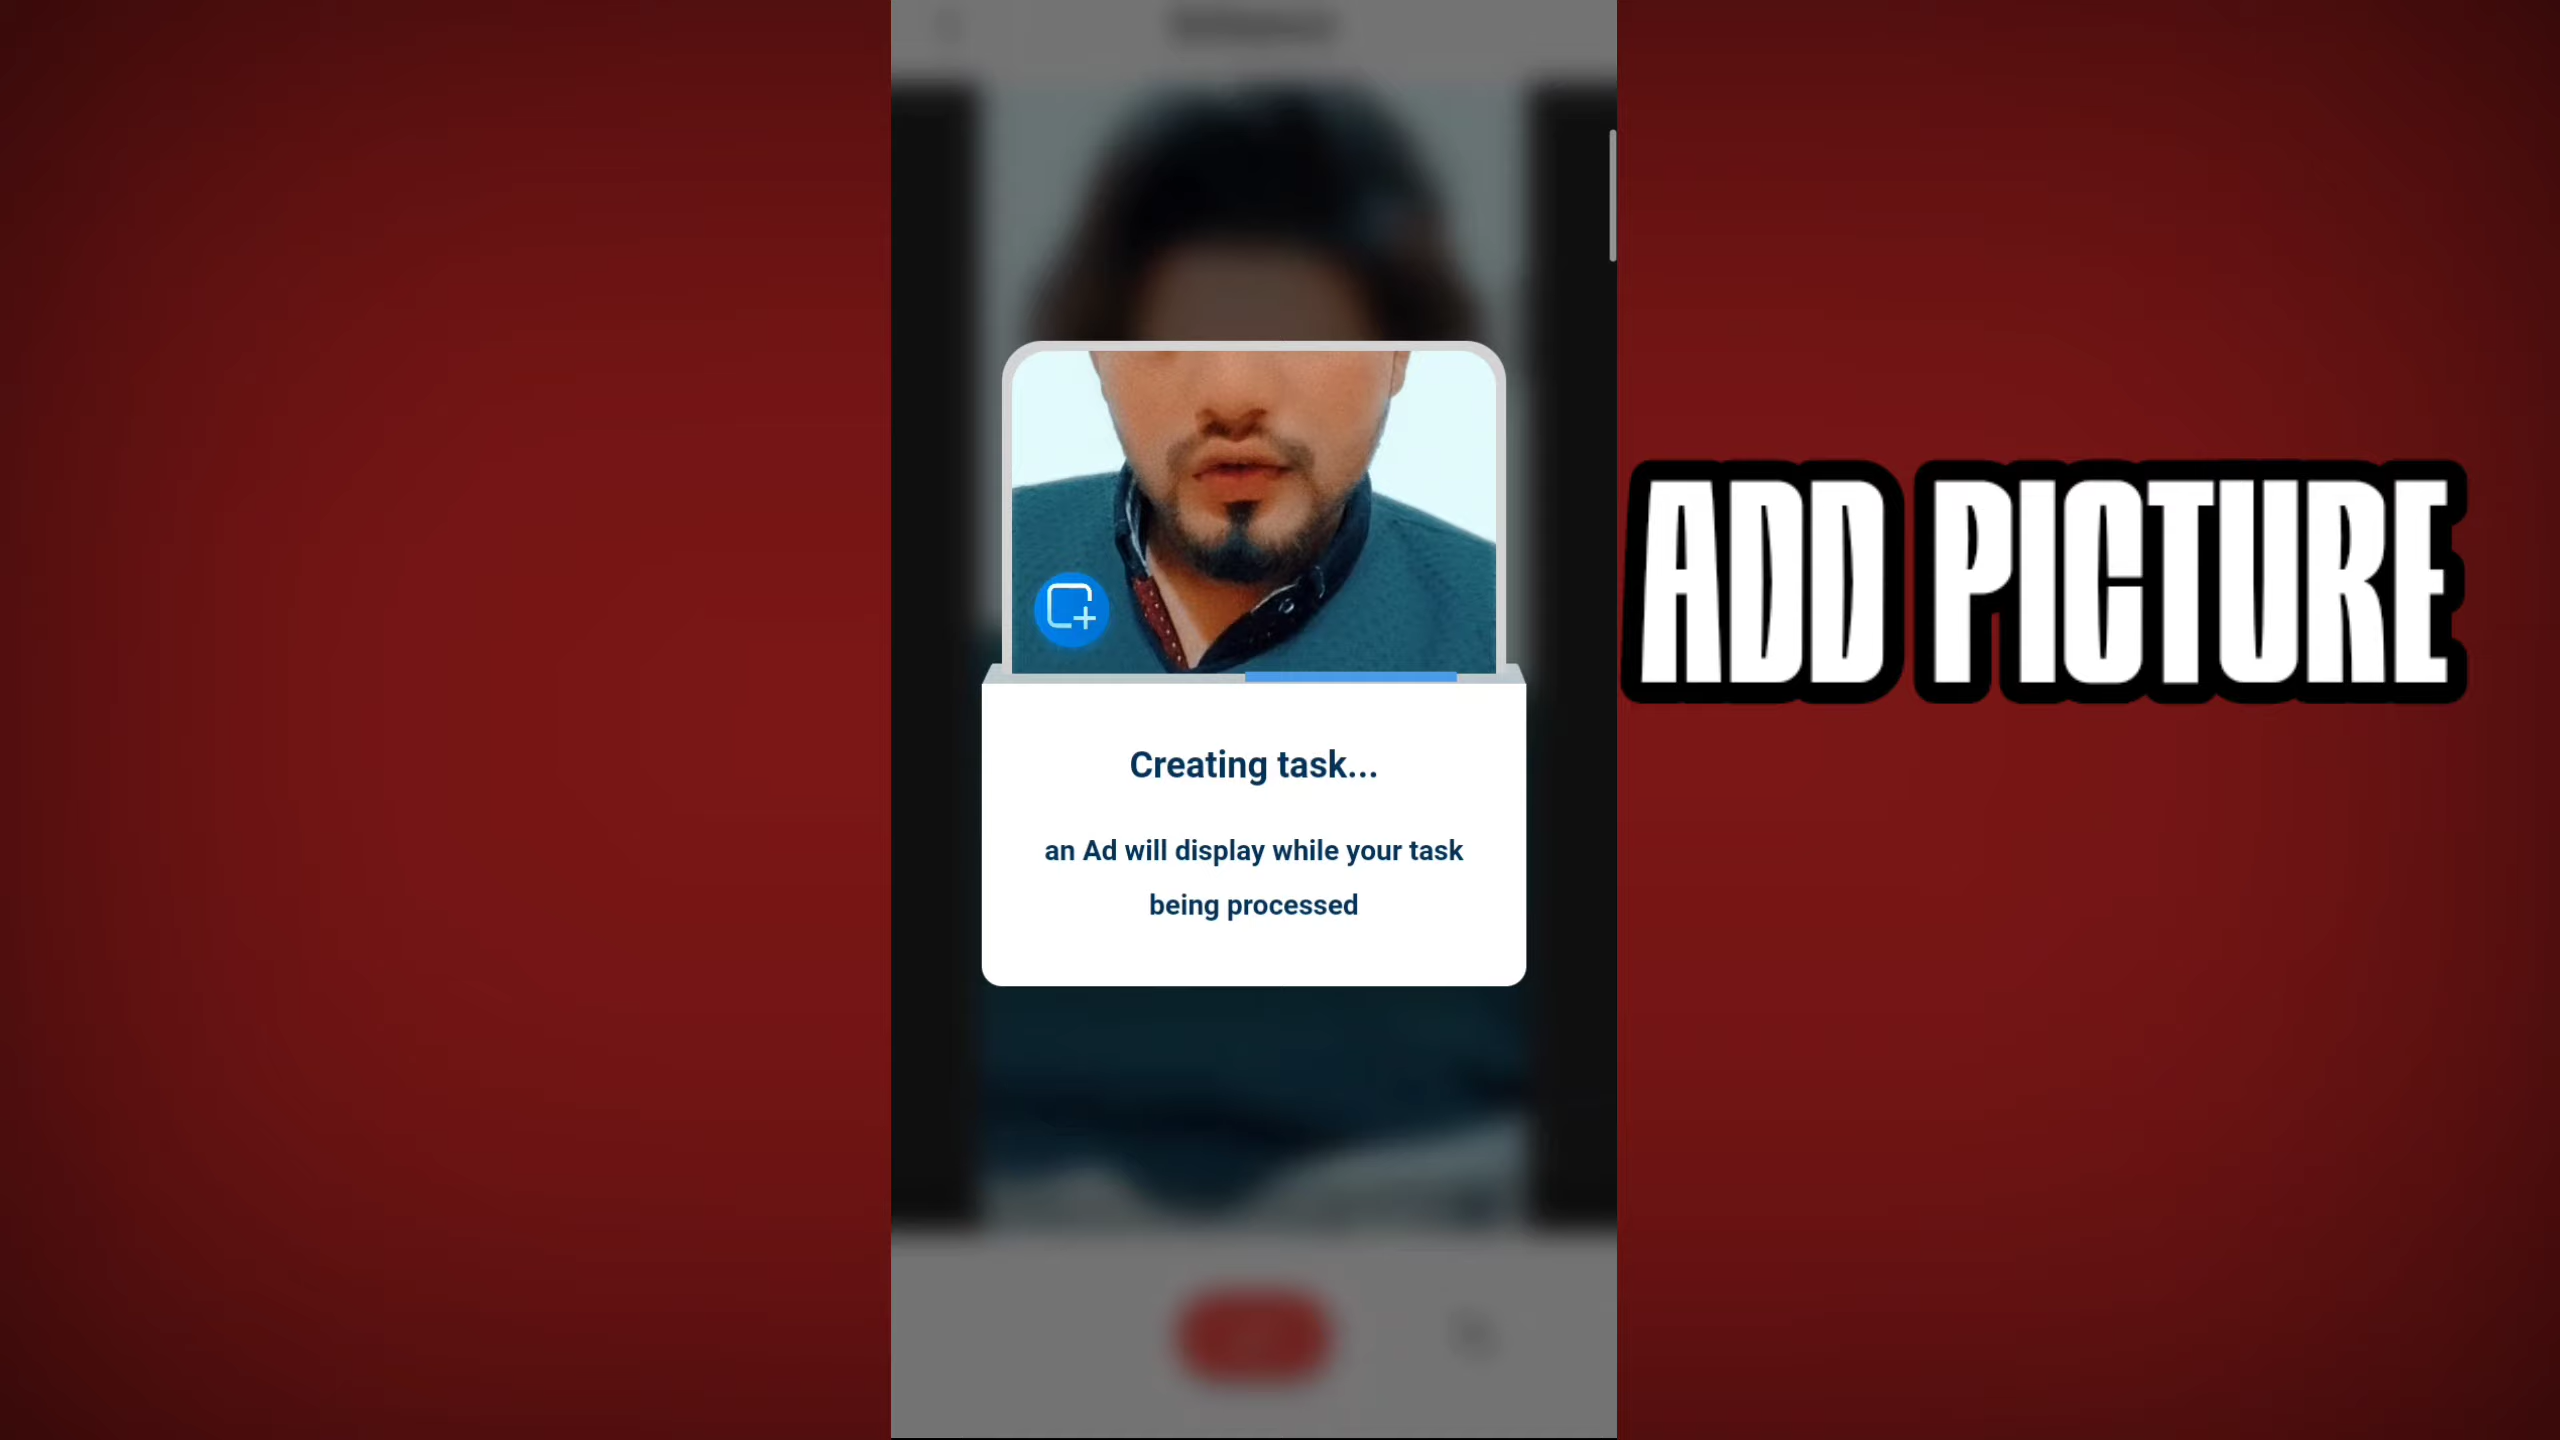 ADD PICTURE
Creating task...
an Ad will display while your task
being processed